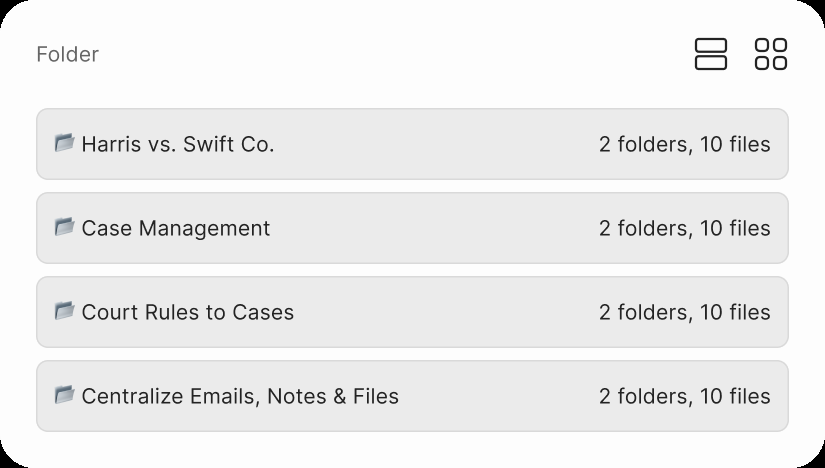 Folder
Harris vs. Swift Co. 2 folders, 10 files
Case Management 2 folders, 10 files
Court Rules to Cases 2 folders, 10 files
Centralize Emails, Notes & Files 2 folders, 10 files